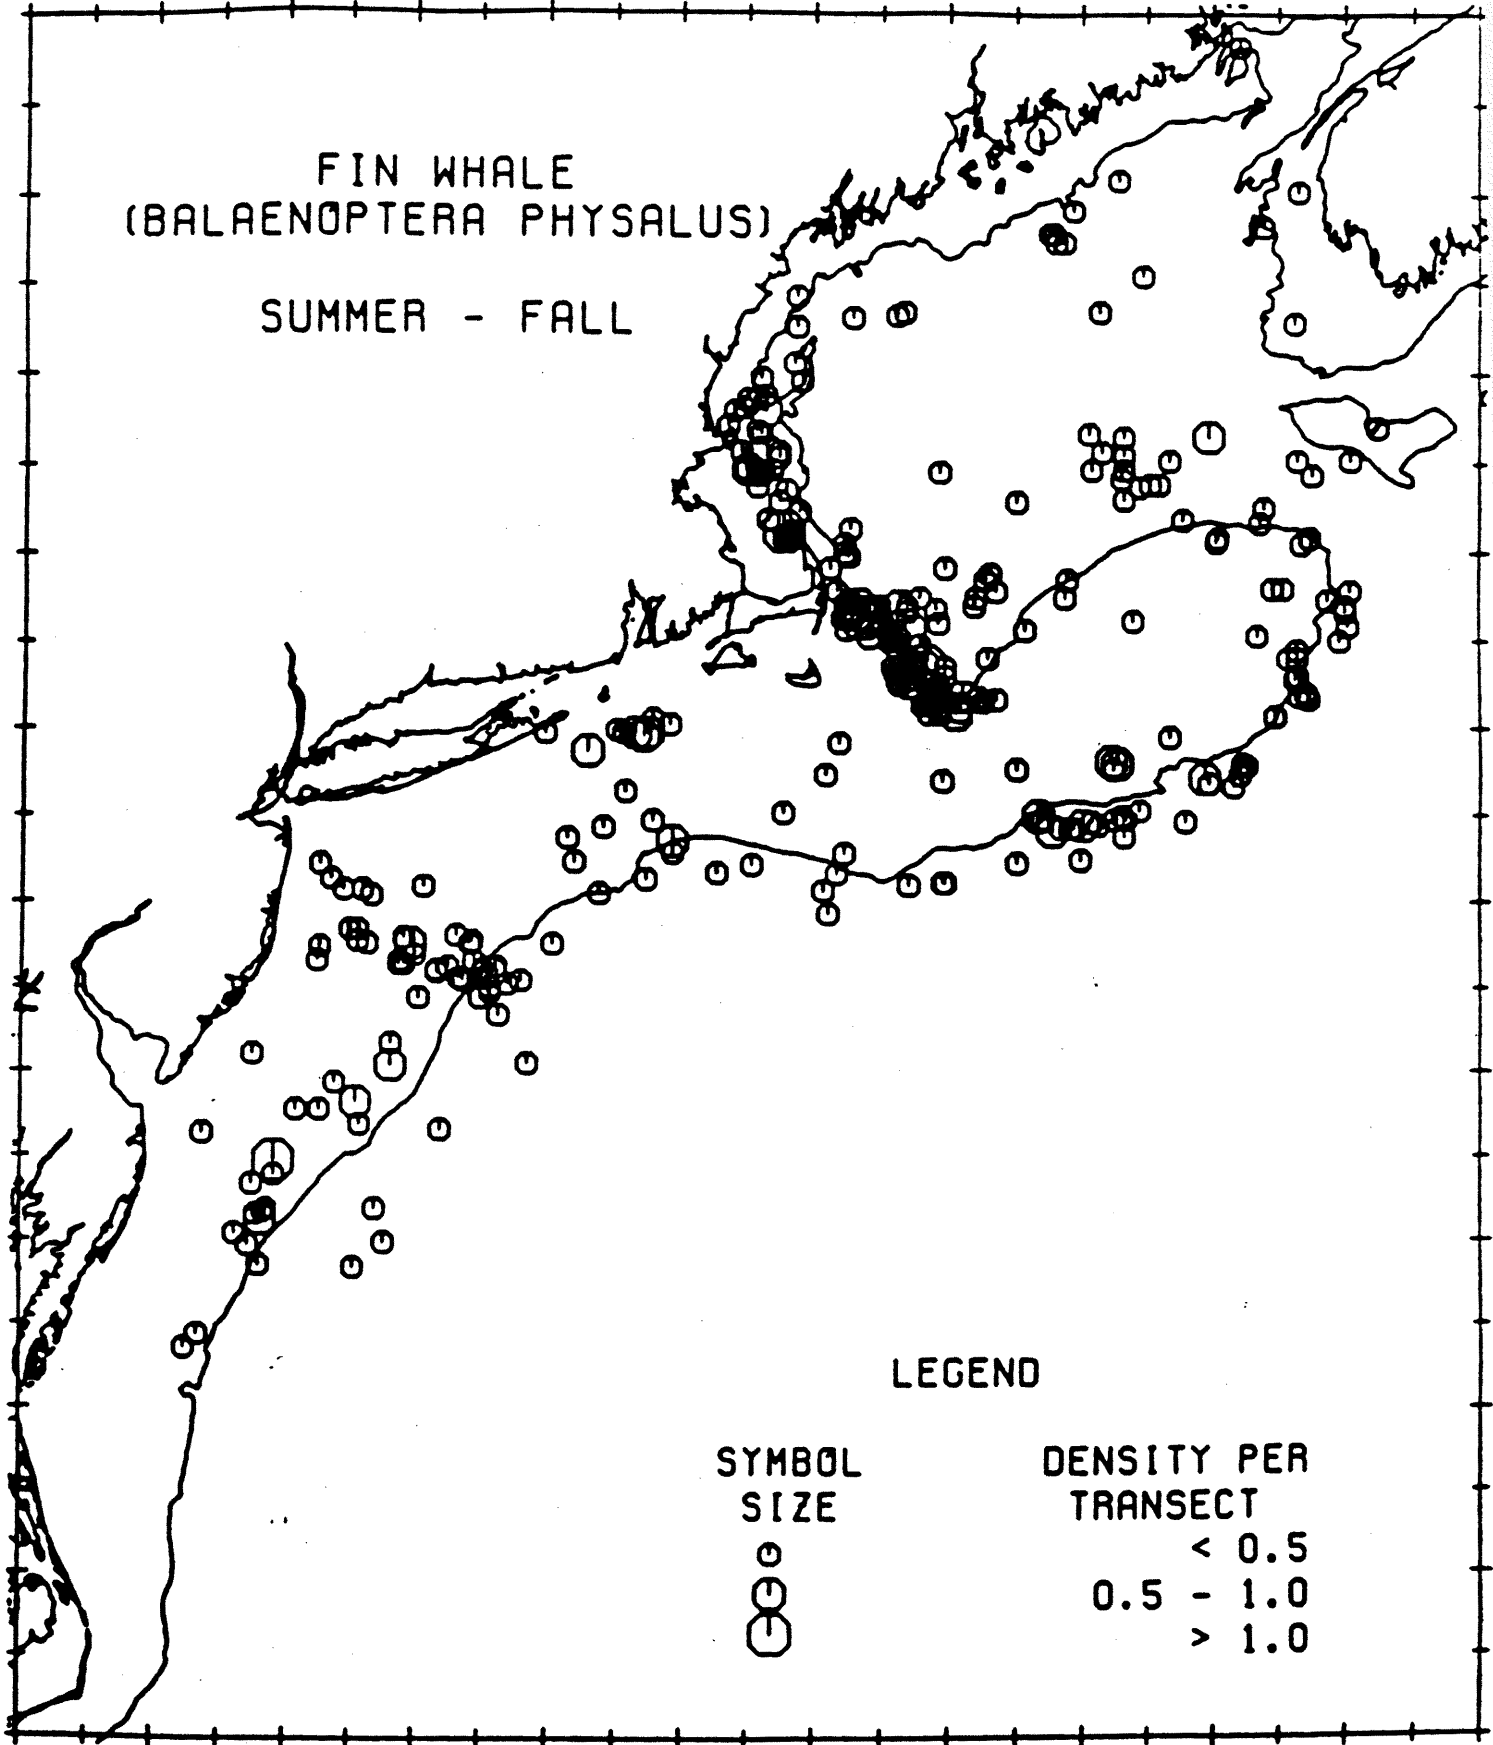 FIN WHALE
(BALAENOPTERA PHYSALUS)
SUMMER - FALL
LEGEND
SYMBOL SIZE
DENSITY PER TRANSECT
< 0.5
0.5 - 1.0
> 1.0